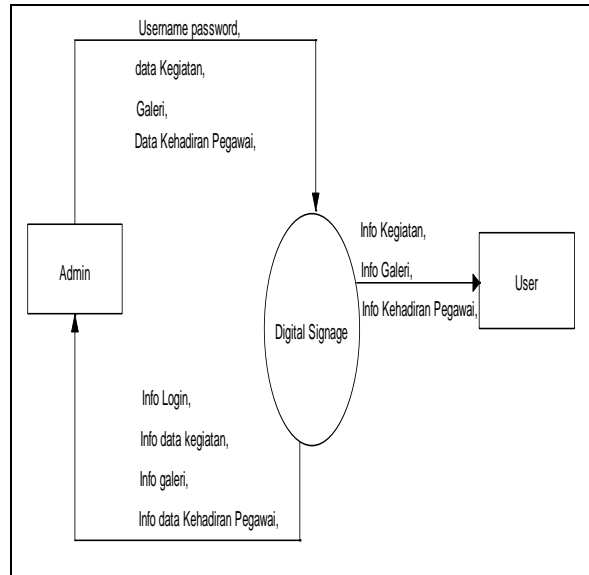 Username password,
data Kegiatan,
Galeri,
Data Kehadiran Pegawai,
Admin
Info Kegiatan,
Info Galeri,
Info Kehadiran Pegawai,
User
Digital Signage
Info Login,
Info data kegiatan,
Info galeri,
Info data Kehadiran Pegawai,